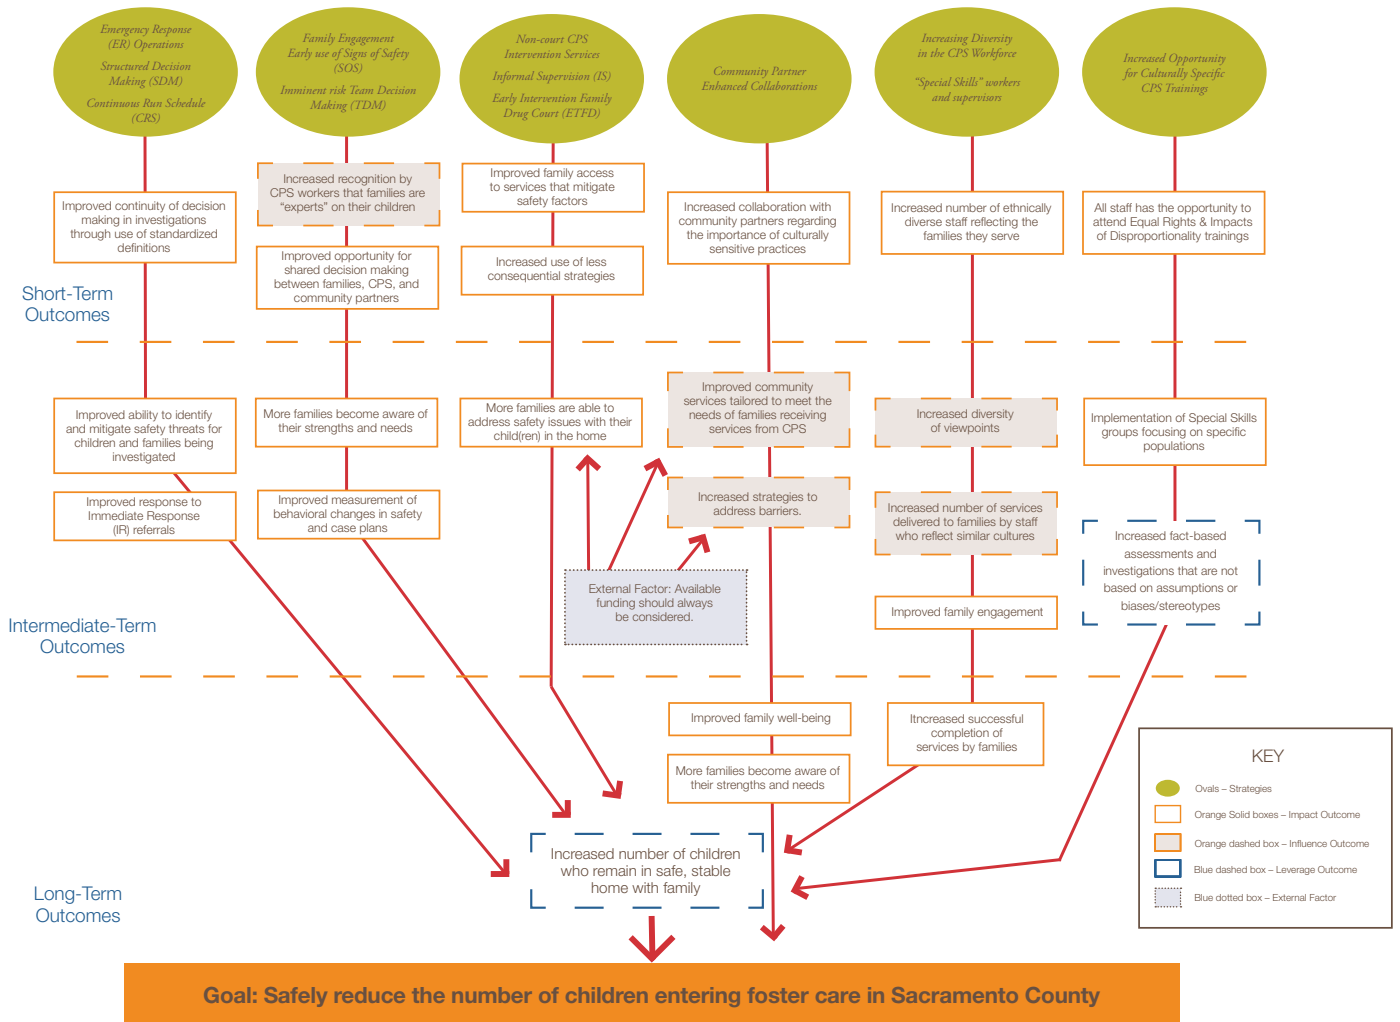 Emergency Response
(ER) Operations
Structured Decision
Making (SDM)
Continuous Run Schedule
(CRS)
Family Engagement
Early use of Signs of Safety
(SOS)
Imminent risk Team Decision
Making (TDM)
Non-court CPS
Intervention Services
Informal Supervision (IS)
Early Intervention Family
Drug Court (ETFD)
Community Partner
Enhanced Collaborations
Increasing Diversity
in the CPS Workforce
“Special Skills” workers
and supervisors
Increased Opportunity
for Culturally Specific
CPS Trainings
Improved continuity of decision
making in investigations
through use of standardized
definitions
Increased recognition by
CPS workers that families are
“experts” on their children
Improved opportunity for
shared decision making
between families, CPS, and
community partners
Improved family access
to services that mitigate
safety factors
Increased use of less
consequential strategies
Increased collaboration with
community partners regarding
the importance of culturally
sensitive practices
Increased number of ethnically
diverse staff reflecting the
families they serve
All staff has the opportunity to
attend Equal Rights & Impacts
of Disproportionality trainings
Short-Term
Outcomes
Improved ability to identify
and mitigate safety threats for
children and families being
investigated
Improved response to
Immediate Response
(IR) referrals
More families become aware of
their strengths and needs
Improved measurement of
behavioral changes in safety
and case plans
More families are able to
address safety issues with their
child(ren) in the home
Improved community
services tailored to meet the
needs of families receiving
services from CPS
Increased strategies to
address barriers.
External Factor: Available
funding should always
be considered.
Increased diversity
of viewpoints
Increased number of services
delivered to families by staff
who reflect similar cultures
Improved family engagement
Implementation of Special Skills
groups focusing on specific
populations
Increased fact-based
assessments and
investigations that are not
based on assumptions or
biases/stereotypes
Intermediate-Term
Outcomes
Improved family well-being
More families become aware of
their strengths and needs
Itncreased successful
completion of
services by families
Increased number of children
who remain in safe, stable
home with family
Long-Term
Outcomes
KEY
Ovals – Strategies
Orange Solid boxes – Impact Outcome
Orange dashed box – Influence Outcome
Blue dashed box – Leverage Outcome
Blue dotted box – External Factor
Goal: Safely reduce the number of children entering foster care in Sacramento County